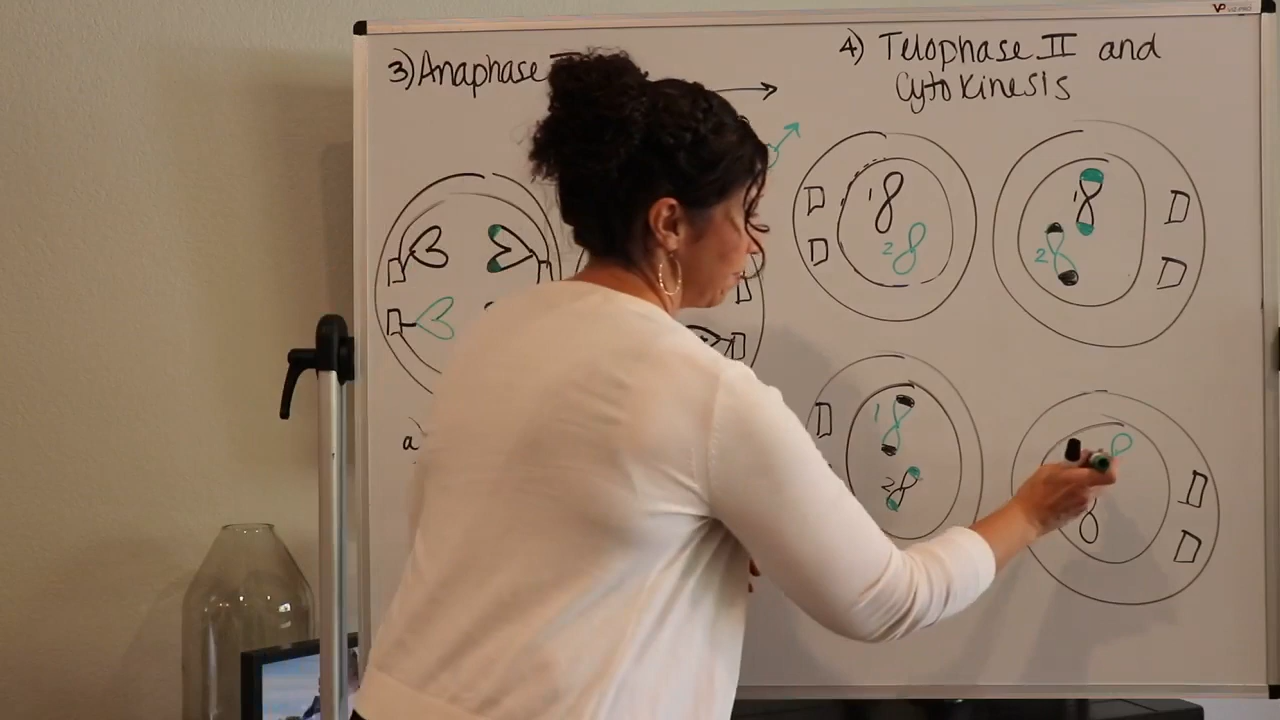 3) Anaphase
4) Telophase II and
Cytokinesis
1
2
1
2
1
2
a)